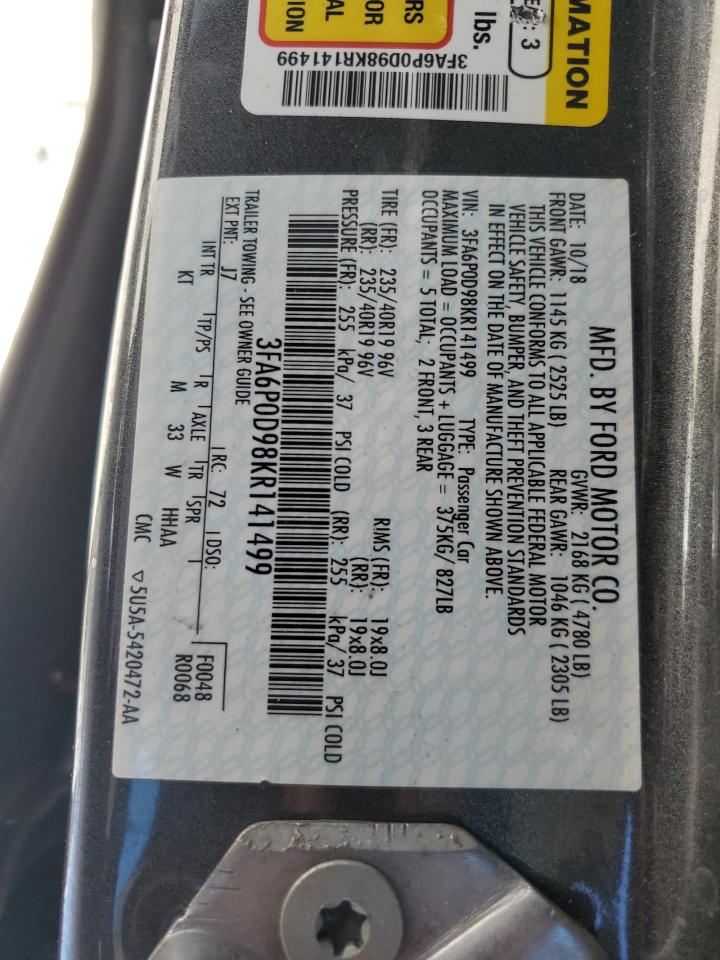 MATION
E: 3
lbs.
RS
OR
AL
ION
3FA6P0D98KR141499
MFD. BY FORD MOTOR CO.
DATE: 10/18 GVWR: 2168 KG ( 4780 LB)
FRONT GAWR: 1145 KG ( 2525 LB) REAR GAWR: 1046 KG ( 2305 LB)
THIS VEHICLE CONFORMS TO ALL APPLICABLE FEDERAL MOTOR
VEHICLE SAFETY, BUMPER, AND THEFT PREVENTION STANDARDS
IN EFFECT ON THE DATE OF MANUFACTURE SHOWN ABOVE.
VIN: 3FA6P0D98KR141499 TYPE: Passenger Car
MAXIMUM LOAD = OCCUPANTS + LUGGAGE = 375KG/ 827LB
OCCUPANTS = 5 TOTAL; 2 FRONT, 3 REAR
TIRE (FR): 235/40R19 96V RIMS (FR): 19x8.0J
(RR): 235/40R19 96V (RR): 19x8.0J
PRESSURE (FR): 255 kPa/ 37 PSI COLD (RR): 255 kPa/ 37 PSI COLD
3FA6P0D98KR141499
TRAILER TOWING - SEE OWNER GUIDE
EXT PNT: J7 RC: 72 DSO:
INT TR TP/PS R AXLE TR SPR
KT M 33 W HHAA
F0048
R0068
CMC ▽5U5A-5420472-AA